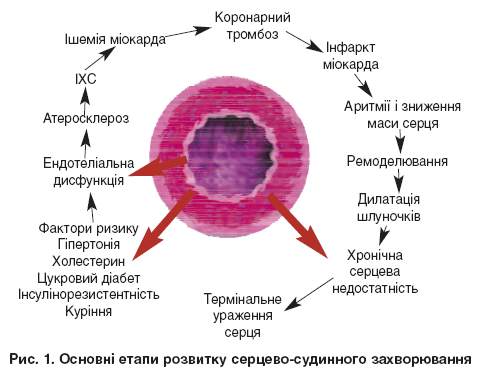 Коронарний
тромбоз
Ішемія міокарда
Інфаркт
міокарда
ІХС
Аритмії і зниження
маси серця
Атеросклероз
Ремоделювання
Ендотеліальна
дисфункція
Дилатація
шлуночків
Фактори ризику
Гіпертонія
Холестерин
Цукровий діабет
Інсулінорезистентність
Куріння
Хронічна
серцева
недостатність
Термінальне
ураження
серця
Рис. 1. Основні етапи розвитку серцево-судинного захворювання